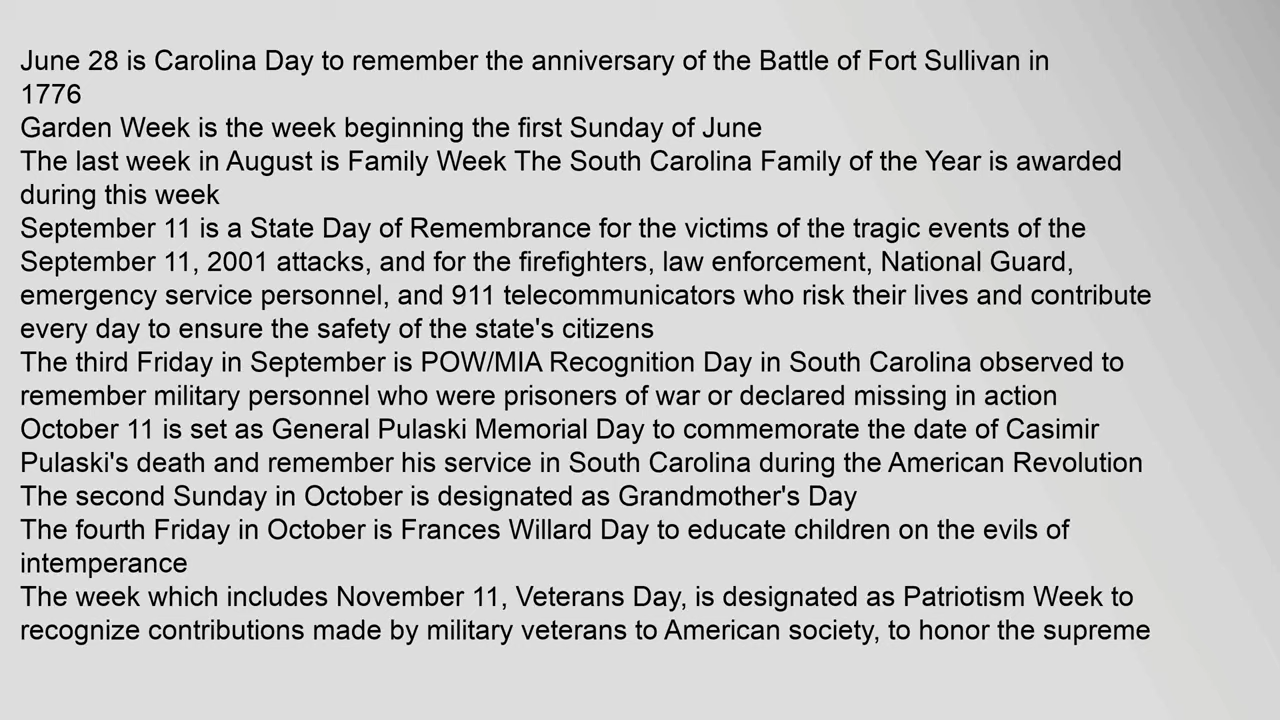 June 28 is Carolina Day to remember the anniversary of the Battle of Fort Sullivan in
1776
Garden Week is the week beginning the first Sunday of June
The last week in August is Family Week The South Carolina Family of the Year is awarded
during this week
September 11 is a State Day of Remembrance for the victims of the tragic events of the
September 11, 2001 attacks, and for the firefighters, law enforcement, National Guard,
emergency service personnel, and 911 telecommunicators who risk their lives and contribute
every day to ensure the safety of the state's citizens
The third Friday in September is POW/MIA Recognition Day in South Carolina observed to
remember military personnel who were prisoners of war or declared missing in action
October 11 is set as General Pulaski Memorial Day to commemorate the date of Casimir
Pulaski's death and remember his service in South Carolina during the American Revolution
The second Sunday in October is designated as Grandmother's Day
The fourth Friday in October is Frances Willard Day to educate children on the evils of
intemperance
The week which includes November 11, Veterans Day, is designated as Patriotism Week to
recognize contributions made by military veterans to American society, to honor the supreme